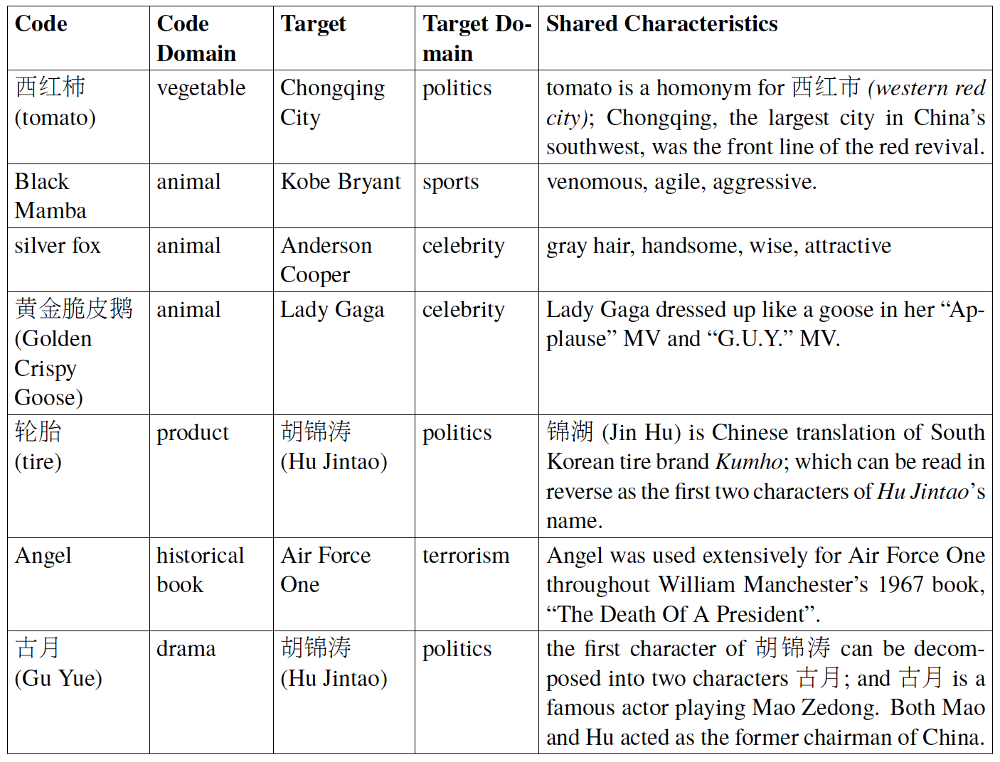 Code
Code
Domain
Target
Target Do-
main
Shared Characteristics
西红柿
(tomato)
vegetable
Chongqing
City
politics
tomato is a homonym for 西红市 (western red
city); Chongqing, the largest city in China's
southwest, was the front line of the red revival.
Black
Mamba
animal
Kobe Bryant
sports
venomous, agile, aggressive.
silver fox
animal
Anderson
Cooper
celebrity
gray hair, handsome, wise, attractive
黄金脆皮鹅
(Golden
Crispy
Goose)
animal
Lady Gaga
celebrity
Lady Gaga dressed up like a goose in her “Ap-
plause” MV and “G.U.Y.” MV.
轮胎
(tire)
product
胡锦涛
(Hu Jintao)
politics
锦湖 (Jin Hu) is Chinese translation of South
Korean tire brand Kumho; which can be read in
reverse as the first two characters of Hu Jintao's
name.
Angel
historical
book
Air Force
One
terrorism
Angel was used extensively for Air Force One
throughout William Manchester's 1967 book,
“The Death Of A President”.
古月
(Gu Yue)
drama
胡锦涛
(Hu Jintao)
politics
the first character of 胡锦涛 can be decom-
posed into two characters 古月; and 古月 is a
famous actor playing Mao Zedong. Both Mao
and Hu acted as the former chairman of China.